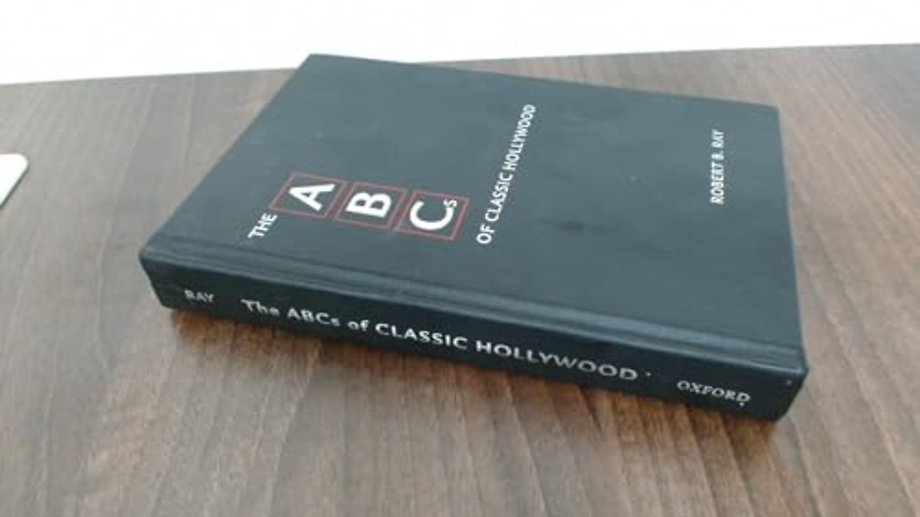 THE
A
B
Cs
OF CLASSIC HOLLYWOOD
ROBERT B. RAY
RAY The ABCs of CLASSIC HOLLYWOOD OXFORD